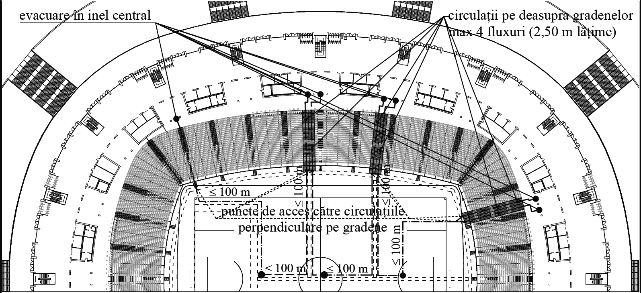 evacuare în inel central
circulații pe deasupra gradenelor
max 4 fluxuri (2,50 m lățime)
≤ 100 m
≤ 100 m
≤ 100 m
puncte de acces către circulațiile
perpendiculare pe gradene
≤ 100 m
≤ 100 m
≤ 100 m